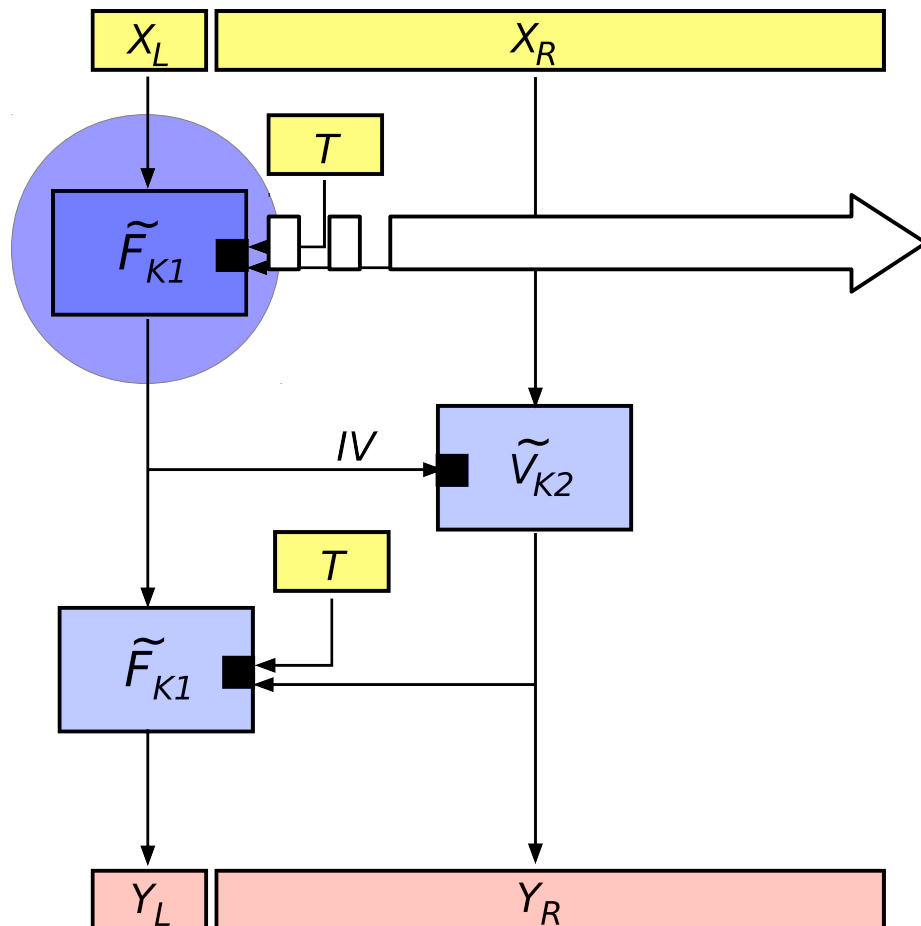 X_L X_R
T
F̃_K1
IV
Ṽ_K2
T
F̃_K1
Y_L Y_R